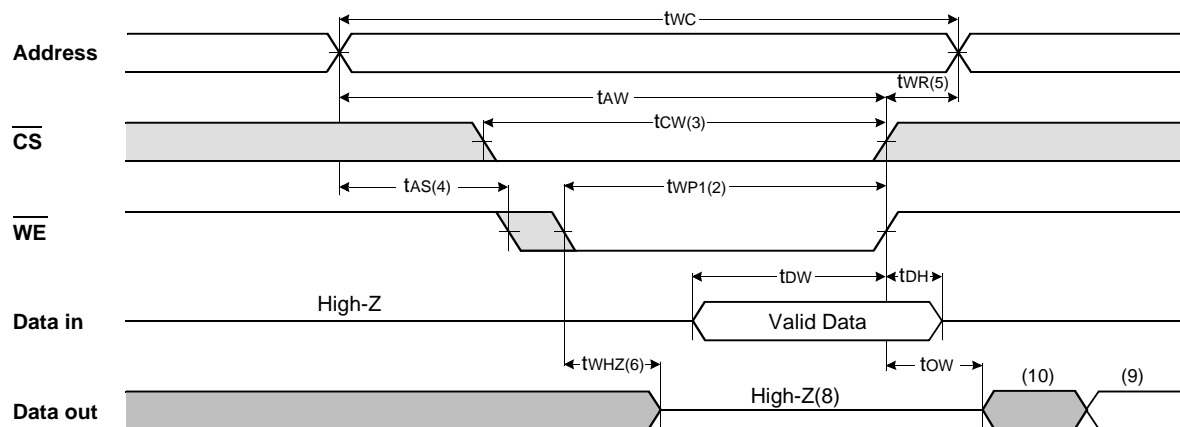 tWC
Address
tWR(5)
tAW
tCW(3)
CS
tAS(4)
tWP1(2)
WE
tDW
tDH
High-Z
Data in
Valid Data
tWHZ(6)
tOW
High-Z(8)
(10)
(9)
Data out